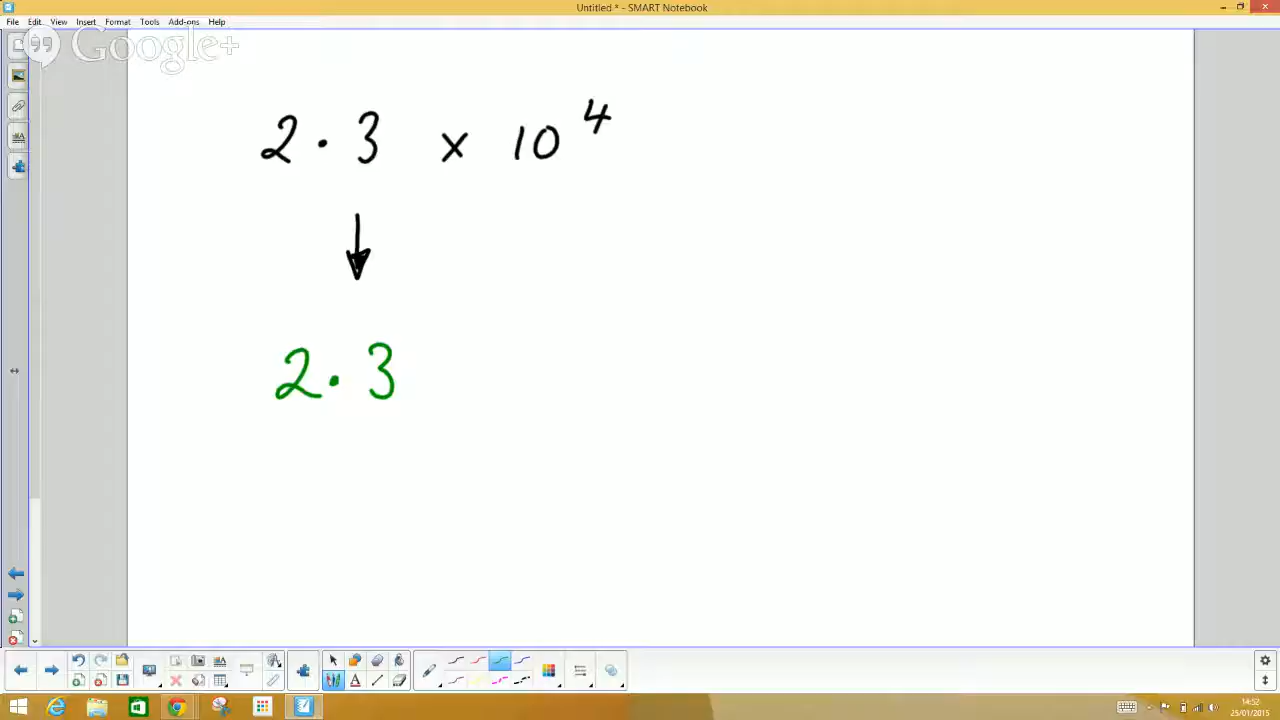 Untitled * - SMART Notebook
File Edit View Insert Format Tools Add-ons Help
Google+
2 · 3 × 10⁴
2 · 3
14:52
25/01/2015